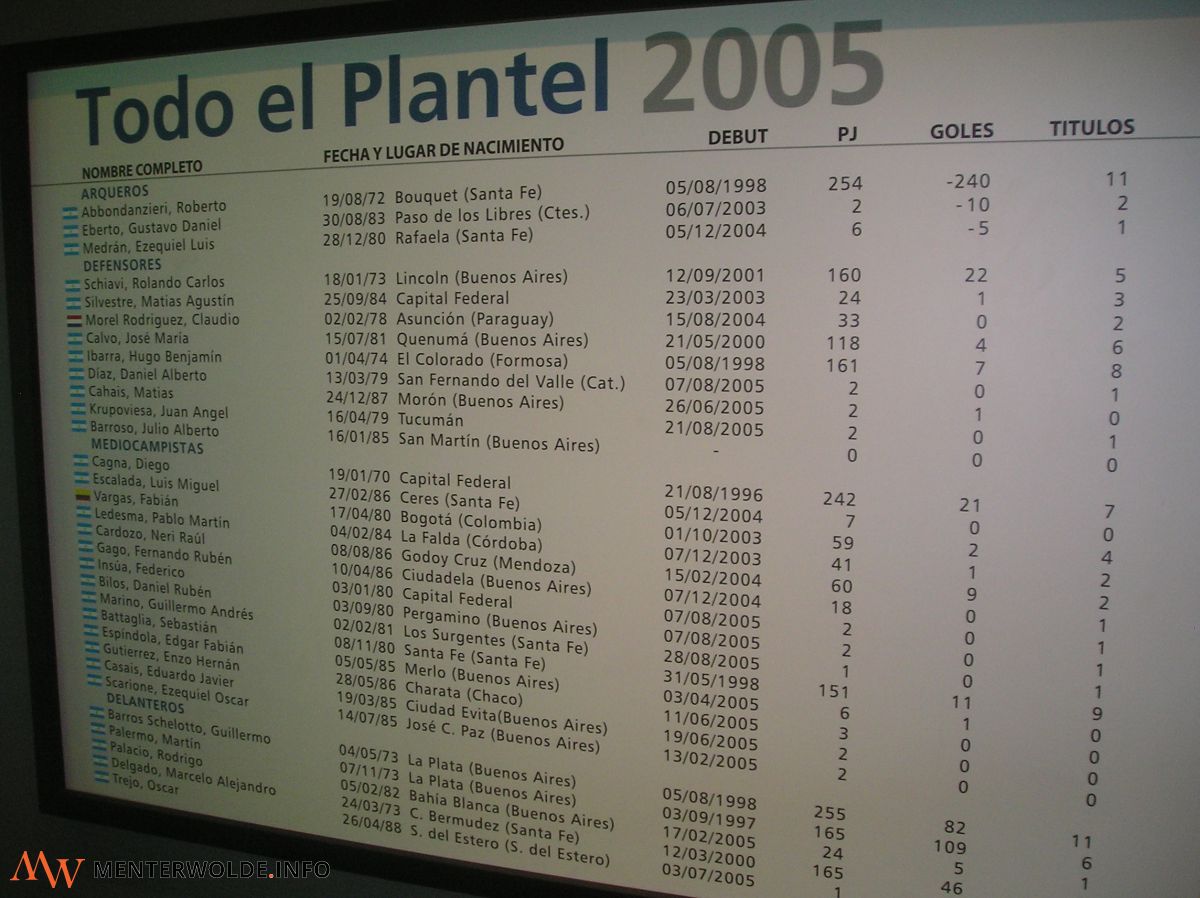 Todo el Plantel 2005
NOMBRE COMPLETO FECHA Y LUGAR DE NACIMIENTO DEBUT PJ GOLES TITULOS
ARQUEROS
Abbondanzieri, Roberto 19/08/72 Bouquet (Santa Fe) 05/08/1998 254 -240 11
Eberto, Gustavo Daniel 30/08/83 Paso de los Libres (Ctes.) 06/07/2003 2 -10 2
Medrán, Ezequiel Luis 28/12/80 Rafaela (Santa Fe) 05/12/2004 6 -5 1
DEFENSORES
Schiavi, Rolando Carlos 18/01/73 Lincoln (Buenos Aires) 12/09/2001 160 22 5
Silvestre, Matias Agustín 25/09/84 Capital Federal 23/03/2003 24 1 3
Morel Rodriguez, Claudio 02/02/78 Asunción (Paraguay) 15/08/2004 33 0 2
Calvo, José María 15/07/81 Quenumá (Buenos Aires) 21/05/2000 118 4 6
Ibarra, Hugo Benjamín 01/04/74 El Colorado (Formosa) 05/08/1998 161 7 8
Díaz, Daniel Alberto 13/03/79 San Fernando del Valle (Cat.) 07/08/2005 2 0 1
Cahais, Matias 24/12/87 Morón (Buenos Aires) 26/06/2005 2 1 0
Krupoviesa, Juan Angel 16/04/79 Tucumán 21/08/2005 2 0 1
Barroso, Julio Alberto 16/01/85 San Martín (Buenos Aires) - 0 0 0
MEDIOCAMPISTAS
Cagna, Diego 19/01/70 Capital Federal 21/08/1996 242 21 7
Escalada, Luis Miguel 27/02/86 Ceres (Santa Fe) 05/12/2004 7 0 0
Vargas, Fabián 17/04/80 Bogotá (Colombia) 01/10/2003 59 2 4
Ledesma, Pablo Martín 04/02/84 La Falda (Córdoba) 07/12/2003 41 1 2
Cardozo, Neri Raúl 08/08/86 Godoy Cruz (Mendoza) 15/02/2004 60 9 2
Gago, Fernando Rubén 10/04/86 Ciudadela (Buenos Aires) 07/12/2004 18 0 1
Insúa, Federico 03/01/80 Capital Federal 07/08/2005 2 0 1
Bilos, Daniel Rubén 03/09/80 Pergamino (Buenos Aires) 07/08/2005 2 0 1
Marino, Guillermo Andrés 02/02/81 Los Surgentes (Santa Fe) 28/08/2005 1 0 1
Battaglia, Sebastián 08/11/80 Santa Fe (Santa Fe) 31/05/1998 151 11 9
Espíndola, Edgar Fabián 05/05/85 Merlo (Buenos Aires) 03/04/2005 6 1 0
Gutierrez, Enzo Hernán 28/05/86 Charata (Chaco) 11/06/2005 3 0 0
Casais, Eduardo Javier 19/03/85 Ciudad Evita(Buenos Aires) 19/06/2005 2 0 0
Scarione, Ezequiel Oscar 14/07/85 José C. Paz (Buenos Aires) 13/02/2005 2 0 0
DELANTEROS
Barros Schelotto, Guillermo 04/05/73 La Plata (Buenos Aires) 05/08/1998 255 82 11
Palermo, Martín 07/11/73 La Plata (Buenos Aires) 03/09/1997 165 109 6
Palacio, Rodrigo 05/02/82 Bahía Blanca (Buenos Aires) 17/02/2005 24 5 1
Delgado, Marcelo Alejandro 24/03/73 C. Bermudez (Santa Fe) 12/03/2000 165 46
Trejo, Oscar 26/04/88 S. del Estero (S. del Estero) 03/07/2005 1
MW MENTERWOLDE.INFO